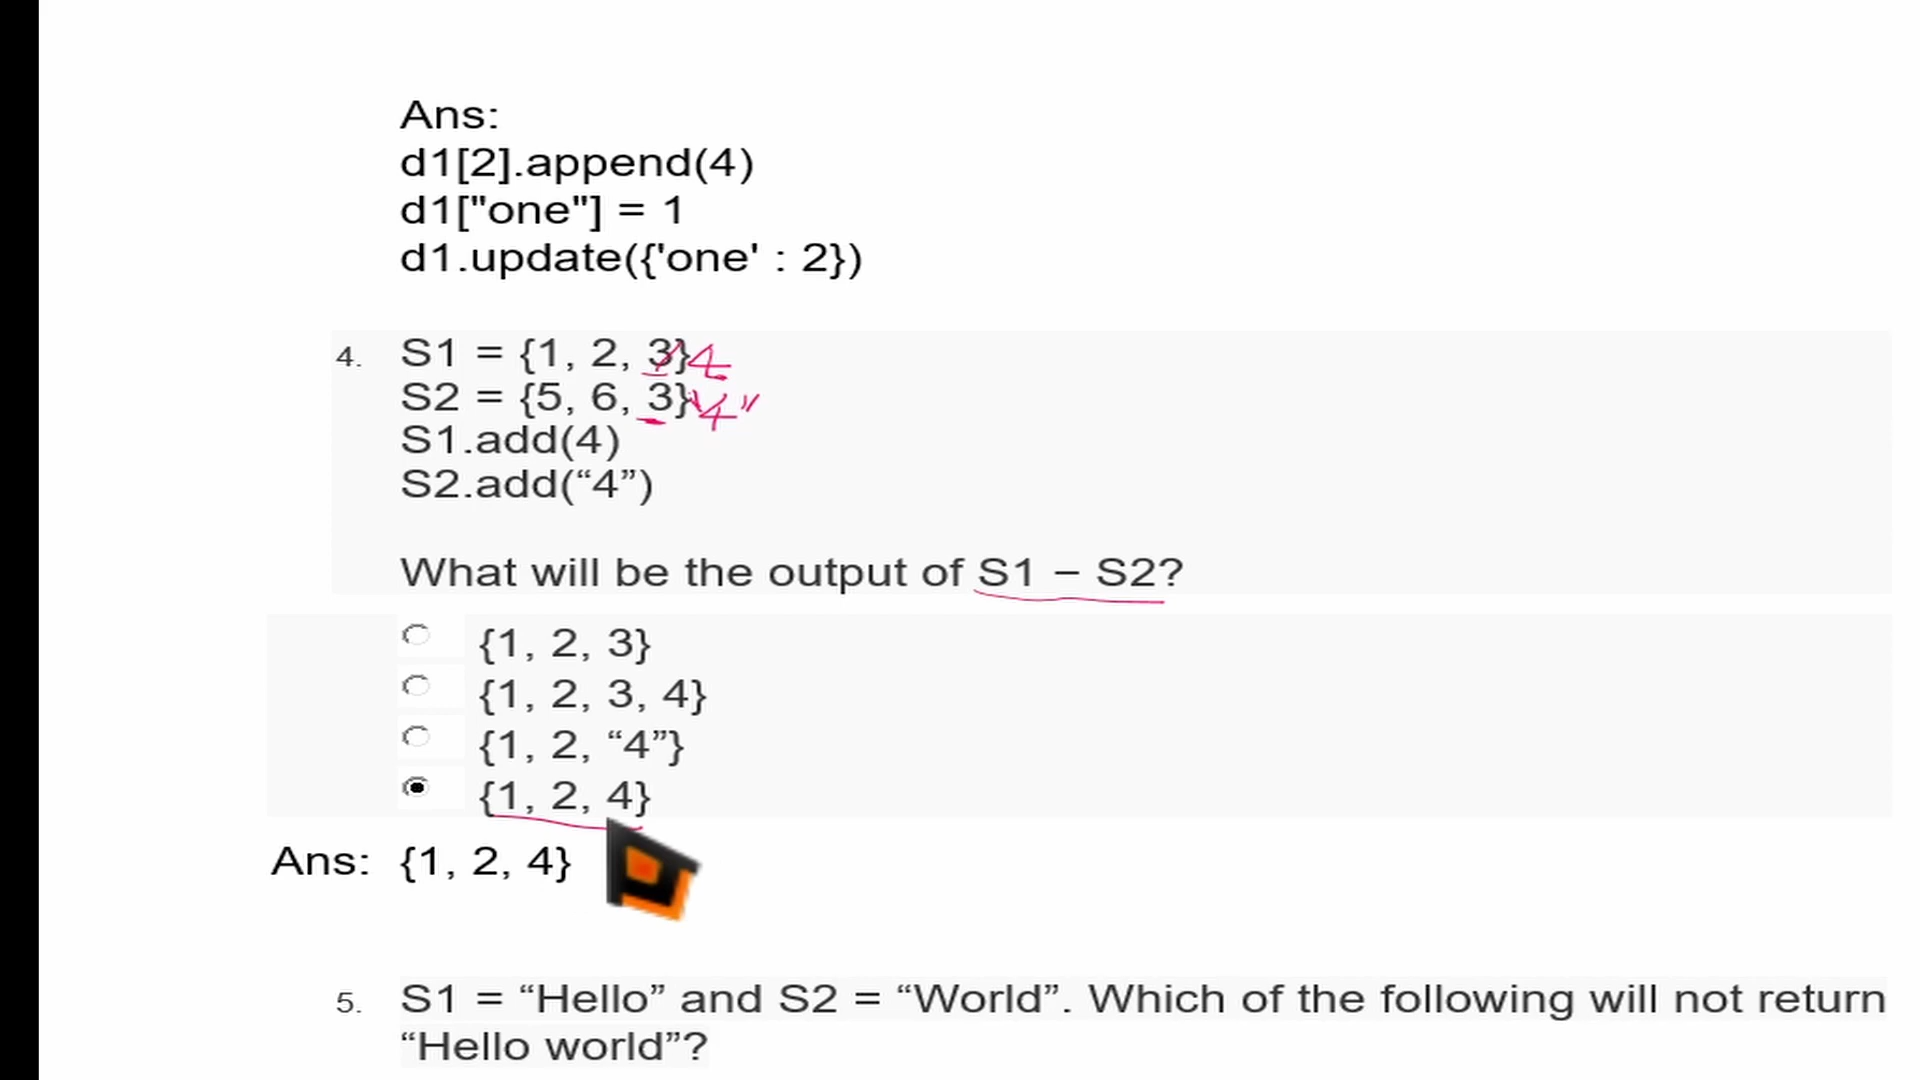 Ans:
d1[2].append(4)
d1["one"] = 1
d1.update({'one' : 2})
4. S1 = {1, 2, 3} 4
S2 = {5, 6, 3} "4"
S1.add(4)
S2.add(“4”)
What will be the output of S1 – S2?
{1, 2, 3}
{1, 2, 3, 4}
{1, 2, “4”}
{1, 2, 4}
Ans: {1, 2, 4}
5. S1 = “Hello” and S2 = “World”. Which of the following will not return
“Hello world”?